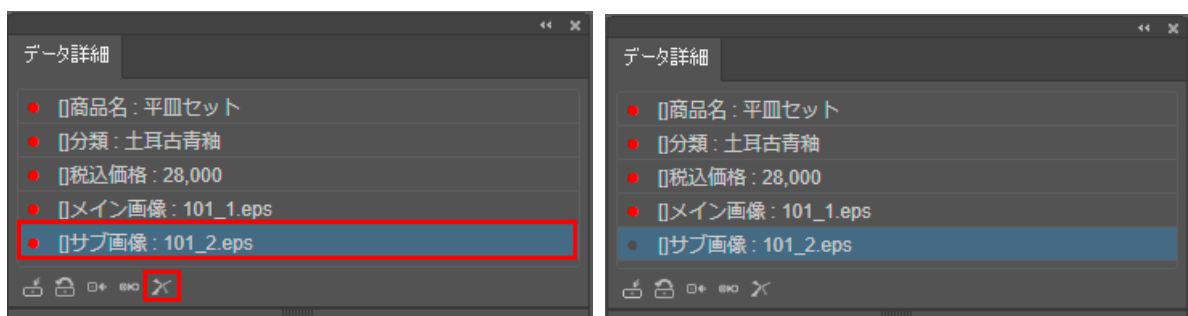 データ詳細
[]商品名 : 平皿セット
[]分類 : 土耳古青釉
[]税込価格 : 28,000
[]メイン画像 : 101_1.eps
[]サブ画像 : 101_2.eps
データ詳細
[]商品名 : 平皿セット
[]分類 : 土耳古青釉
[]税込価格 : 28,000
[]メイン画像 : 101_1.eps
[]サブ画像 : 101_2.eps